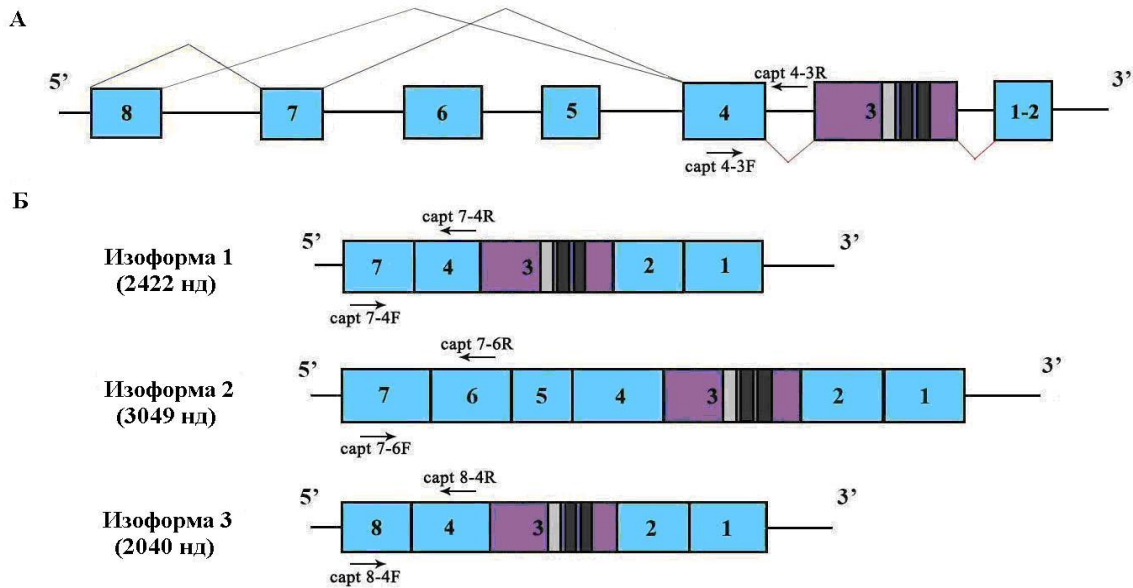 А
5’
3’
capt 4-3R
8
7
6
5
4
3
1-2
capt 4-3F
Б
capt 7-4R
5’
3’
Изоформа 1
(2422 нд)
7
4
3
2
1
capt 7-4F
capt 7-6R
5’
3’
Изоформа 2
(3049 нд)
7
6
5
4
3
2
1
capt 7-6F
capt 8-4R
5’
3’
Изоформа 3
(2040 нд)
8
4
3
2
1
capt 8-4F